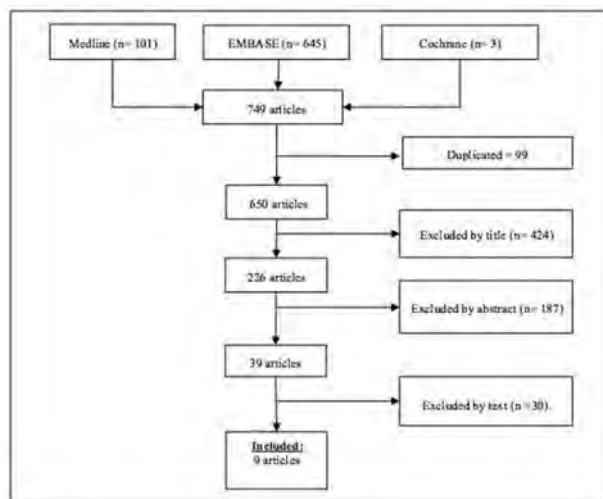 Medline (n= 101)
EMBASE (n= 645)
Cochrane (n= 3)
749 articles
Duplicated = 99
650 articles
Excluded by title (n= 424)
226 articles
Excluded by abstract (n= 187)
39 articles
Excluded by text (n =30).
Included:
9 articles